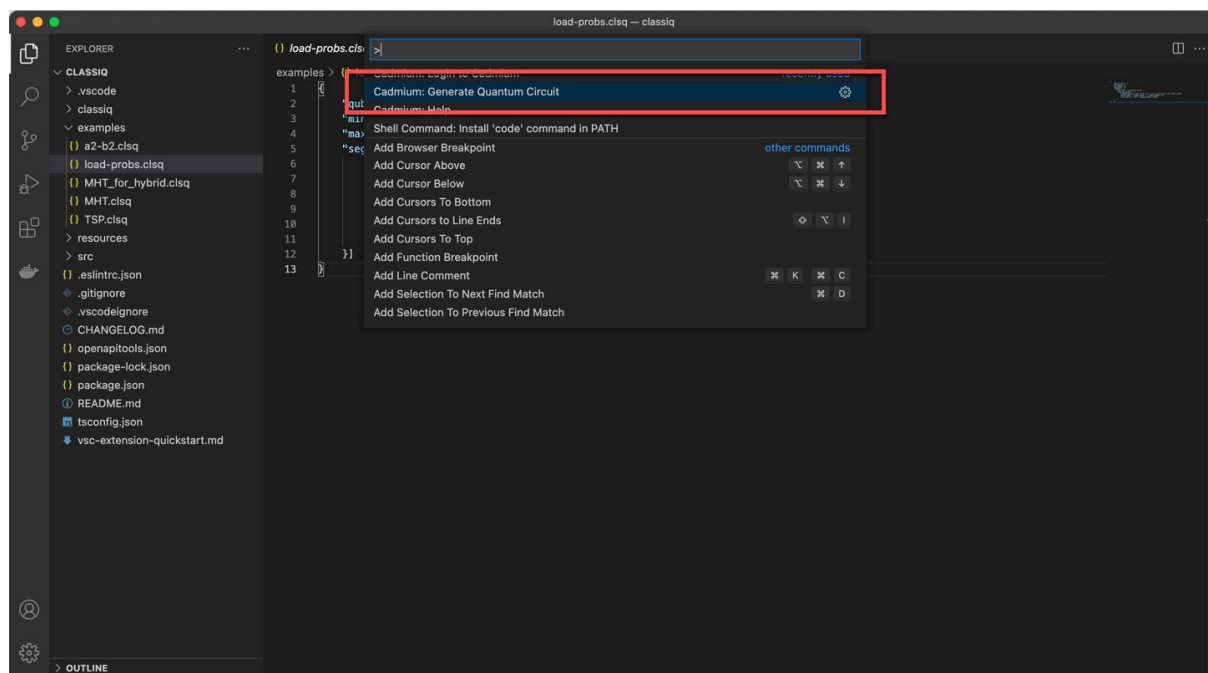 load-probs.clsq — classiq
EXPLORER
CLASSIQ
.vscode
classiq
examples
{} a2-b2.clsq
{} load-probs.clsq
{} MHT_for_hybrid.clsq
{} MHT.clsq
{} TSP.clsq
resources
src
{} .eslintrc.json
.gitignore
.vscodeignore
CHANGELOG.md
{} openapitools.json
{} package-lock.json
{} package.json
README.md
TS tsconfig.json
vsc-extension-quickstart.md
OUTLINE
{} load-probs.cls
examples >
1 {
2 "qub
3 "min
4 "max
5 "seg
6
7
8
9
10
11
12 }]
13 }
>
Cadmium: Login to Cadmium recently used
Cadmium: Generate Quantum Circuit
Cadmium: Help
Shell Command: Install 'code' command in PATH
Add Browser Breakpoint other commands
Add Cursor Above ⌥ ⌘ ↑
Add Cursor Below ⌥ ⌘ ↓
Add Cursors To Bottom
Add Cursors to Line Ends ⇧ ⌥ I
Add Cursors To Top
Add Function Breakpoint
Add Line Comment ⌘ K ⌘ C
Add Selection To Next Find Match ⌘ D
Add Selection To Previous Find Match